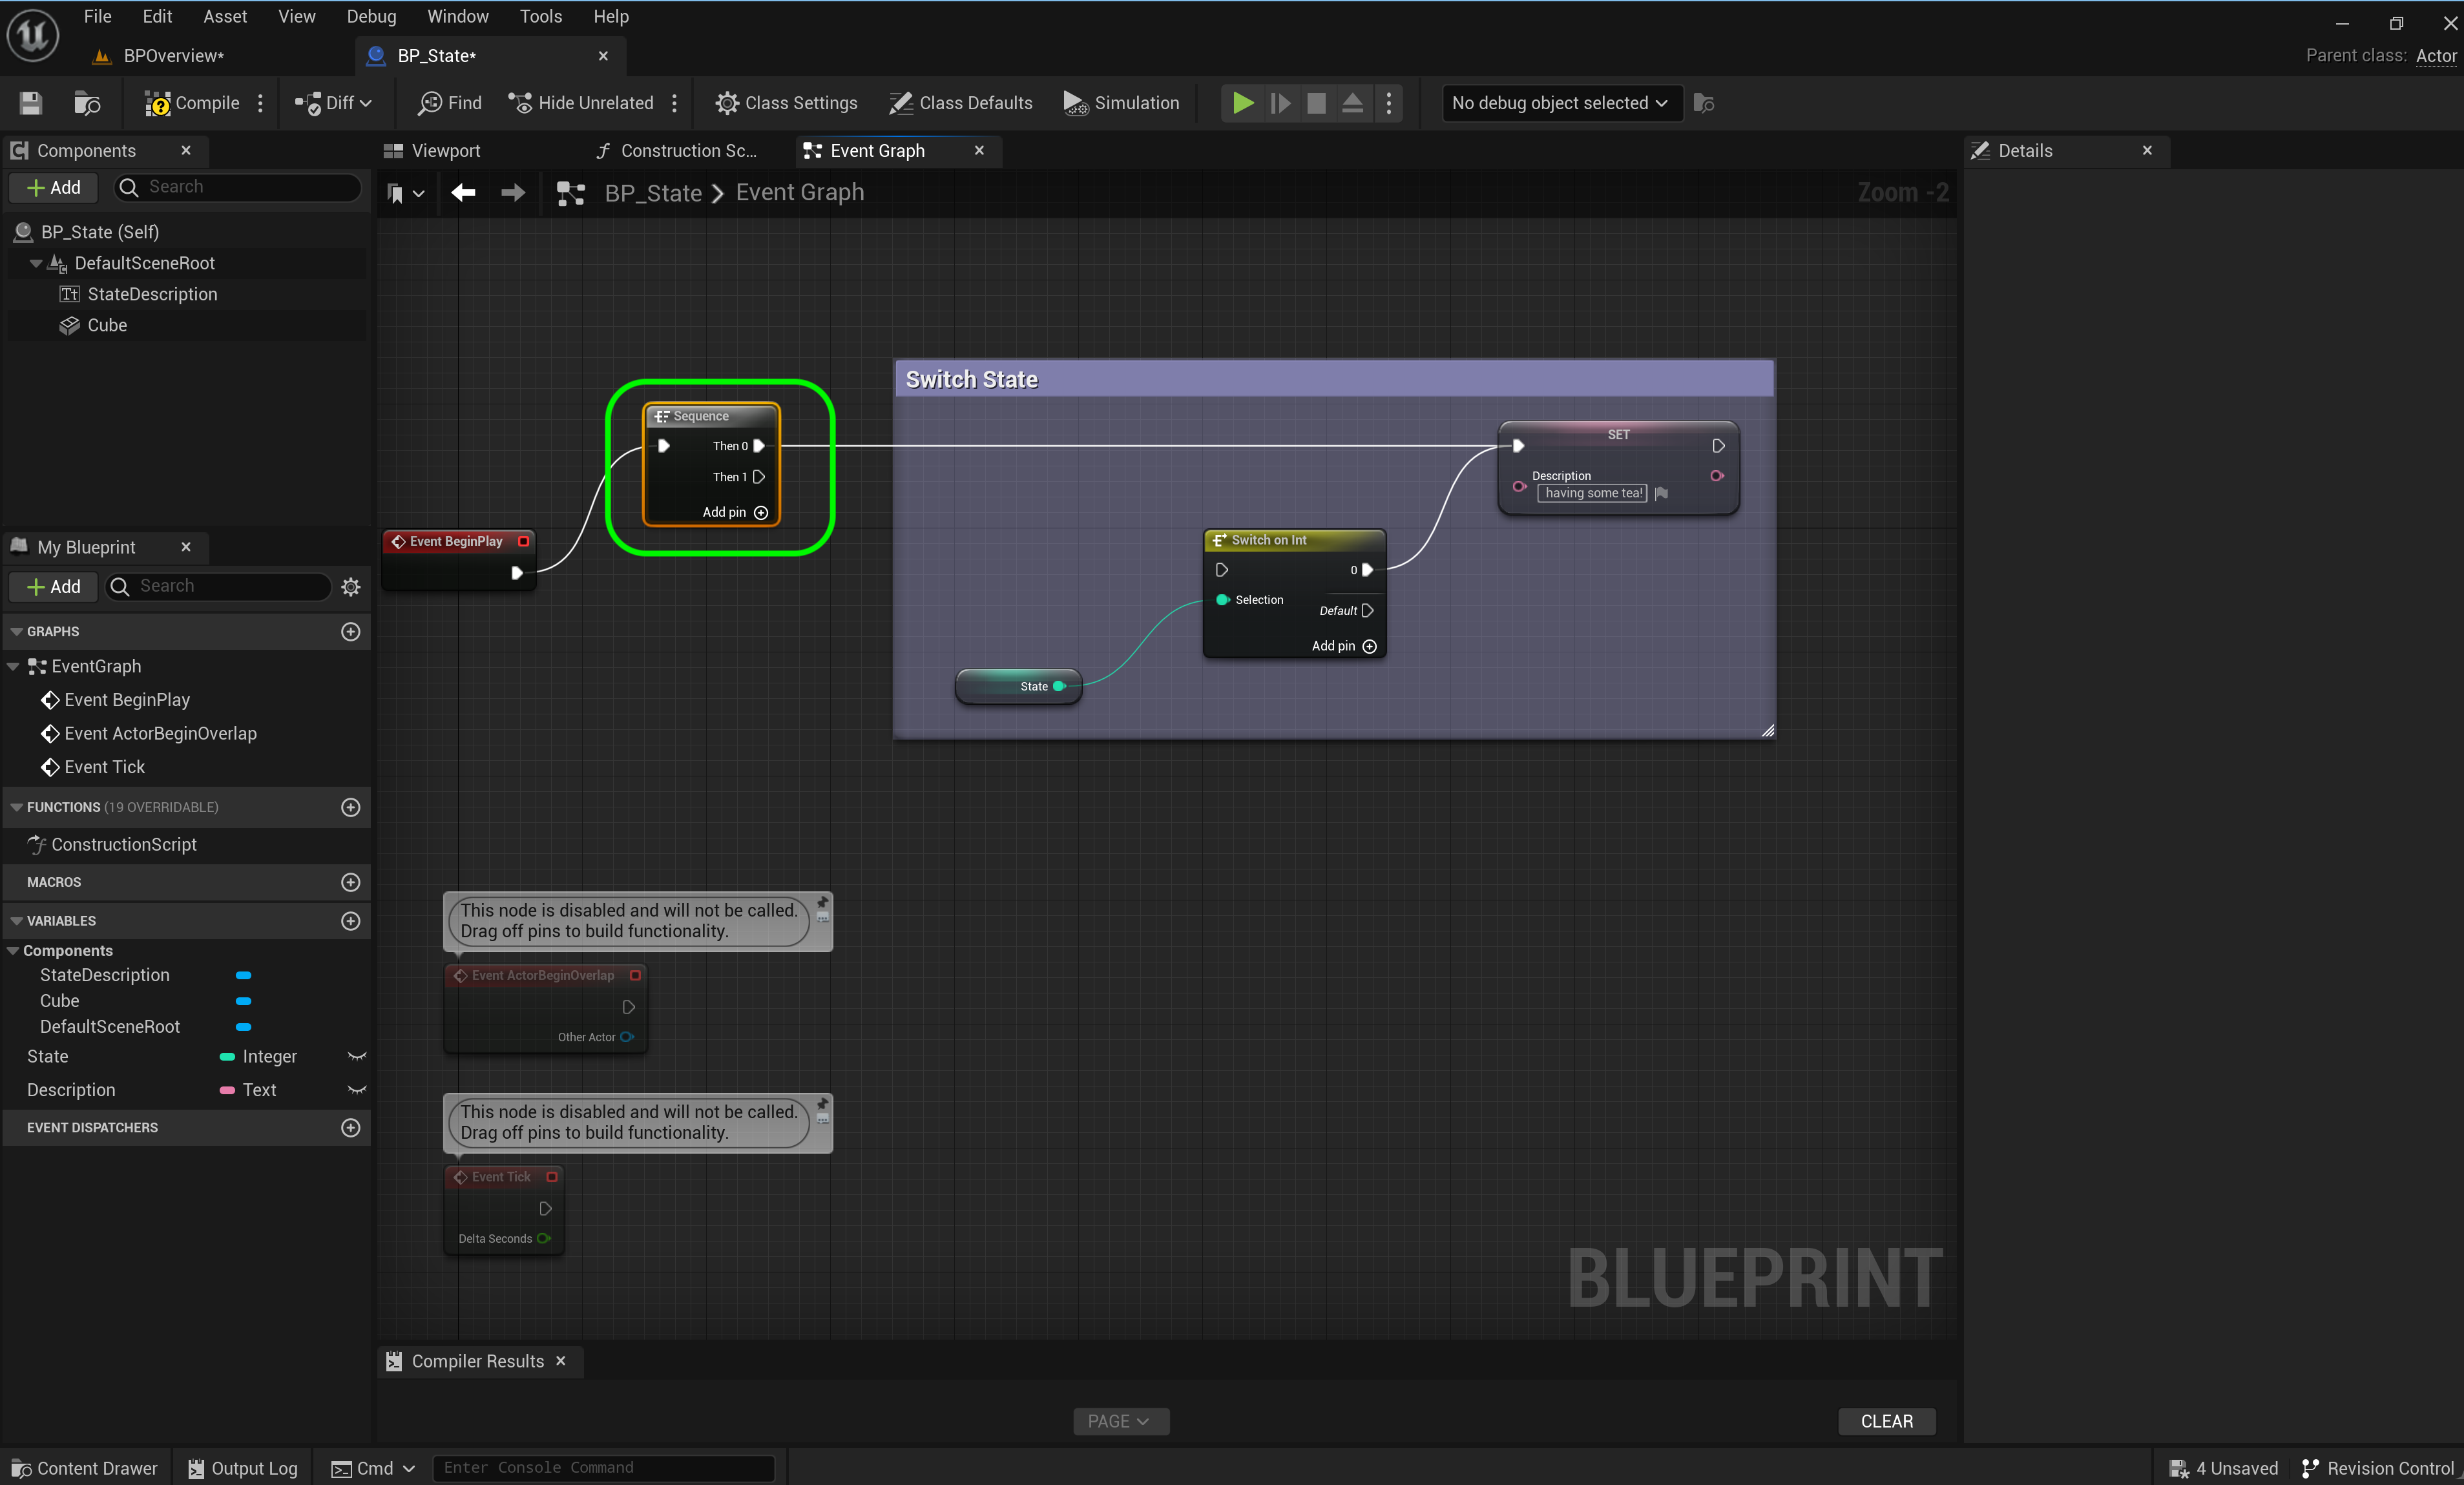 File Edit Asset View Debug Window Tools Help
BPOverview*
BP_State*
Parent class: Actor
Compile
Diff
Find
Hide Unrelated
Class Settings
Class Defaults
Simulation
No debug object selected
Components
Viewport
Construction Sc...
Event Graph
Details
Add
Search
BP_State > Event Graph
Zoom -2
BP_State (Self)
DefaultSceneRoot
StateDescription
Cube
Switch State
Sequence
Then 0
Then 1
Add pin
SET
Description
having some tea!
Event BeginPlay
Switch on Int
0
Selection
Default
Add pin
State
My Blueprint
Add
Search
GRAPHS
EventGraph
Event BeginPlay
Event ActorBeginOverlap
Event Tick
FUNCTIONS (19 OVERRIDABLE)
ConstructionScript
MACROS
VARIABLES
Components
StateDescription
Cube
DefaultSceneRoot
State Integer
Description Text
EVENT DISPATCHERS
This node is disabled and will not be called.
Drag off pins to build functionality.
Event ActorBeginOverlap
Other Actor
This node is disabled and will not be called.
Drag off pins to build functionality.
Event Tick
Delta Seconds
BLUEPRINT
Compiler Results
PAGE
CLEAR
Content Drawer
Output Log
Cmd
Enter Console Command
4 Unsaved
Revision Control